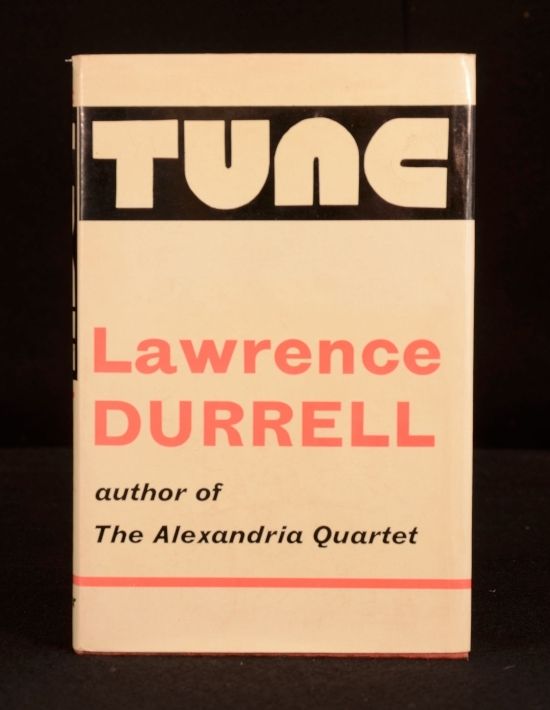 TUNC
Lawrence
DURRELL
author of
The Alexandria Quartet